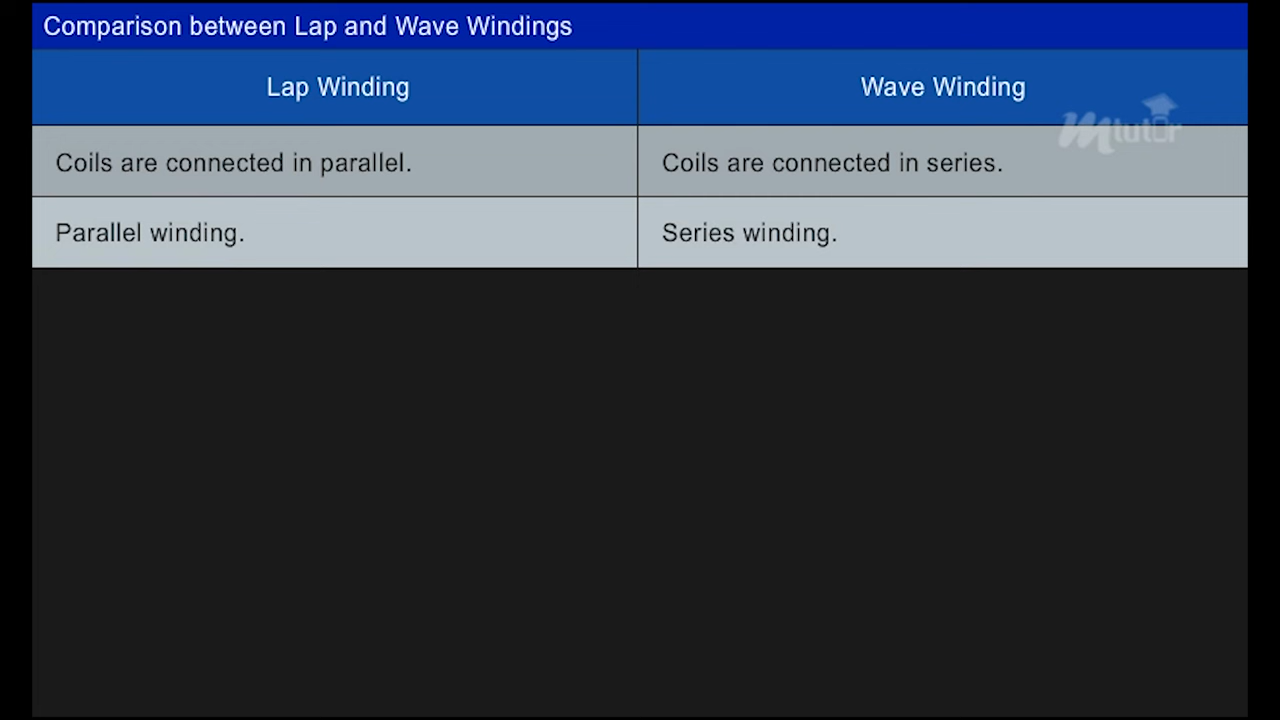 Comparison between Lap and Wave Windings
Lap Winding
Wave Winding
Mtutor
Coils are connected in parallel.
Coils are connected in series.
Parallel winding.
Series winding.